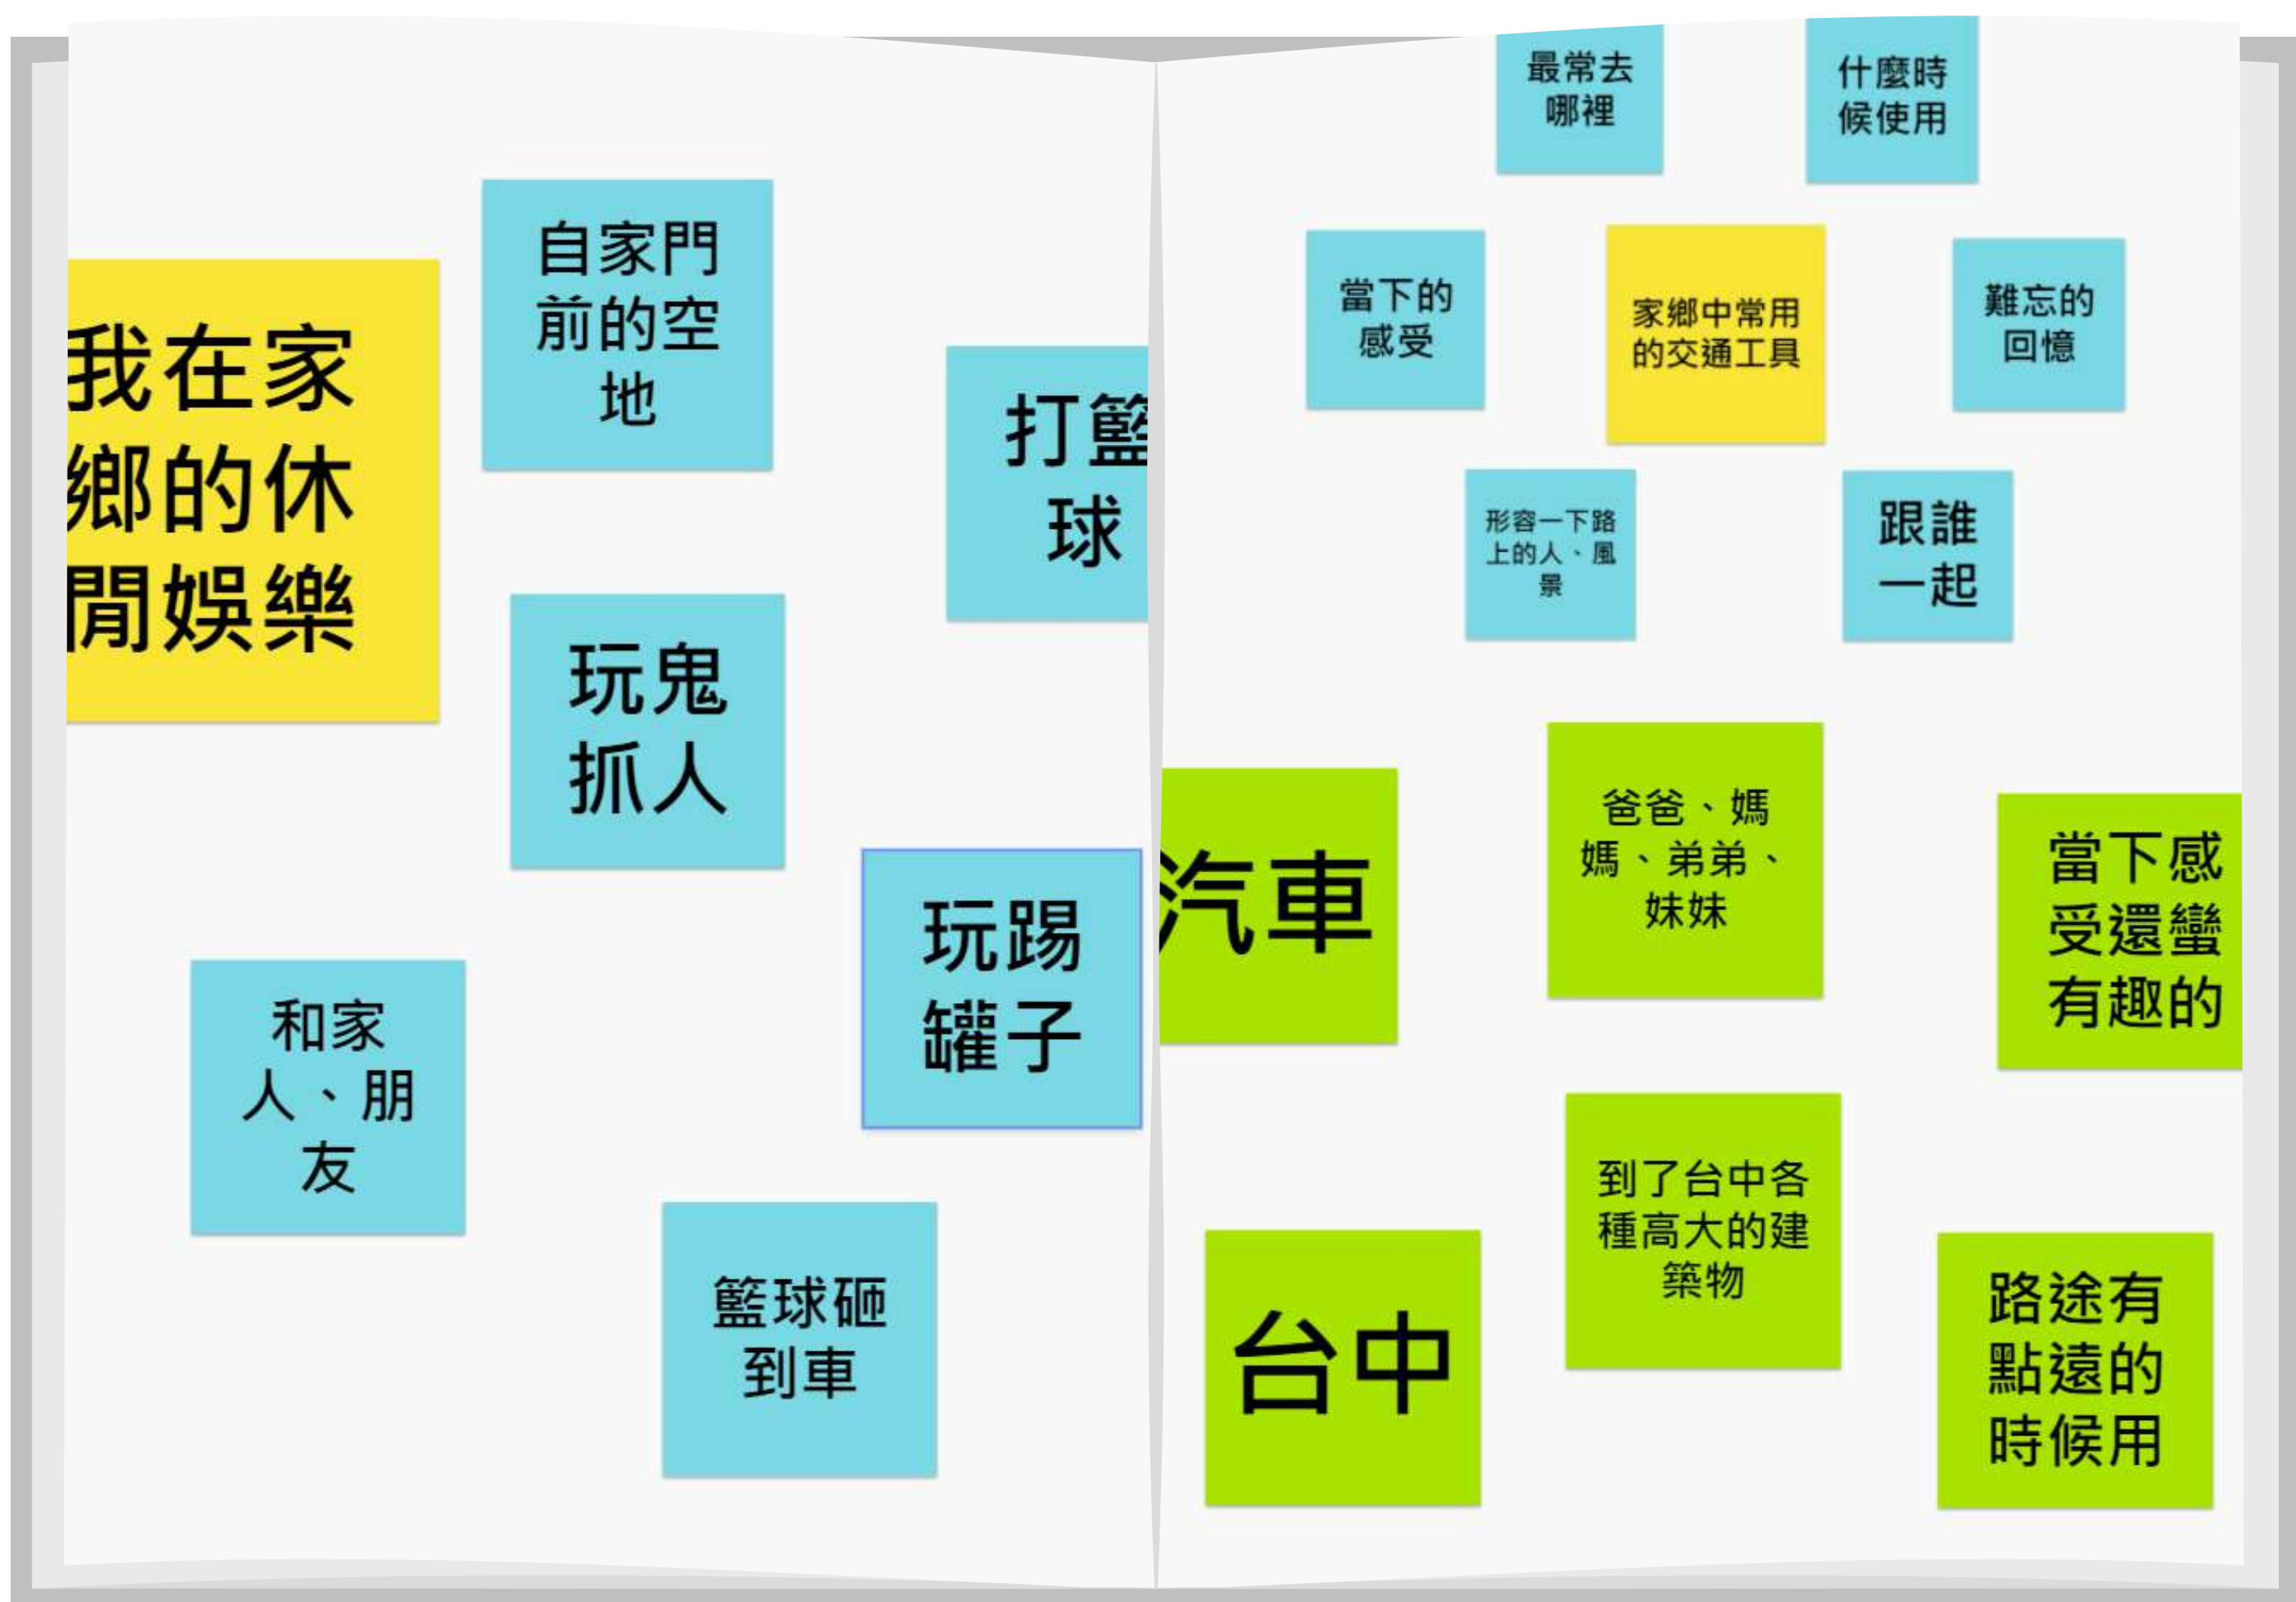 我在家
鄉的休
閒娛樂
自家門
前的空
地
打籃
球
玩鬼
抓人
玩踢
罐子
和家
人、朋
友
籃球砸
到車
最常去
哪裡
什麼時
候使用
當下的
感受
家鄉中常用
的交通工具
難忘的
回憶
形容一下路
上的人、風
景
跟誰
一起
汽車
爸爸、媽
媽、弟弟、
妹妹
當下感
受還蠻
有趣的
台中
到了台中各
種高大的建
築物
路途有
點遠的
時候用